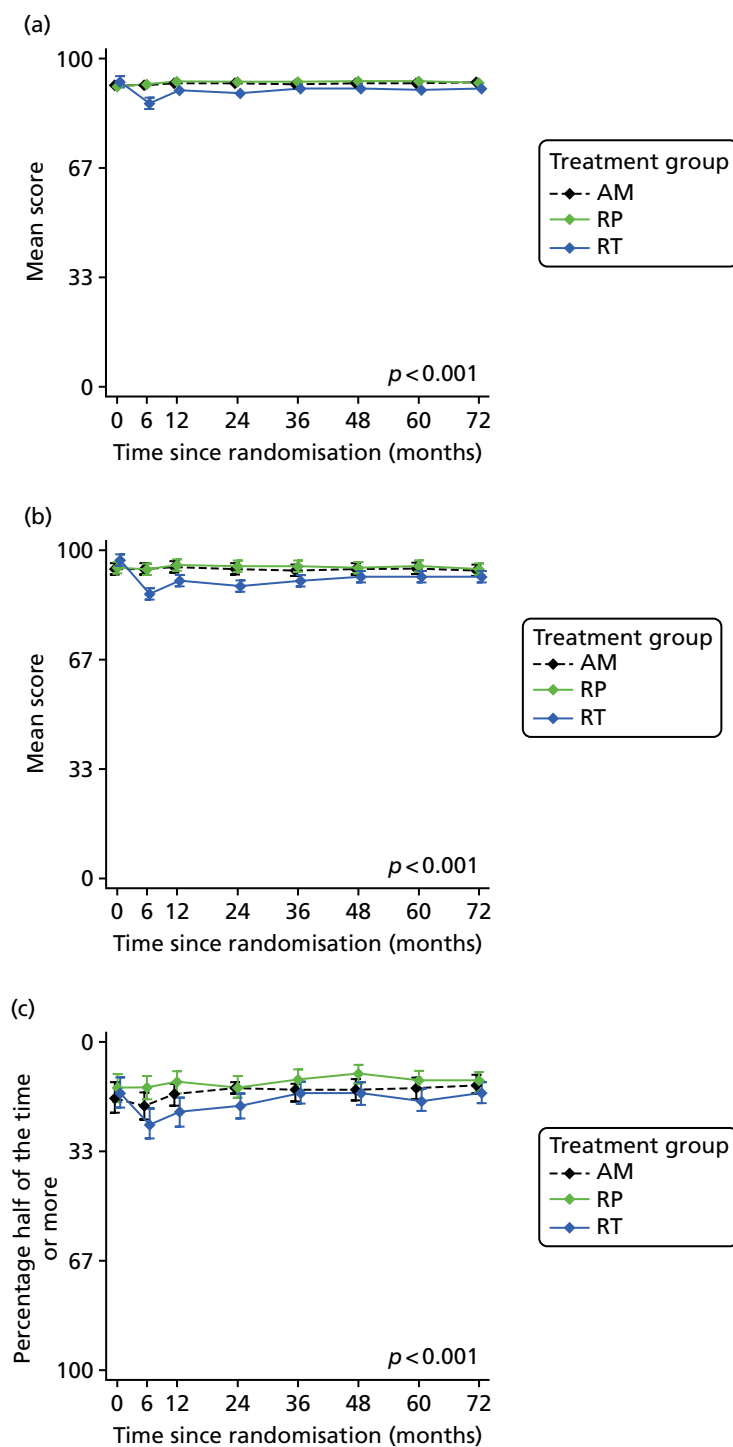 (a)
100
67
33
0
Mean score
p<0.001
0 6 12 24 36 48 60 72
Time since randomisation (months)
Treatment group
AM
RP
RT
(b)
100
67
33
0
Mean score
p<0.001
0 6 12 24 36 48 60 72
Time since randomisation (months)
Treatment group
AM
RP
RT
(c)
0
33
67
100
Percentage half of the time
or more
p<0.001
0 6 12 24 36 48 60 72
Time since randomisation (months)
Treatment group
AM
RP
RT